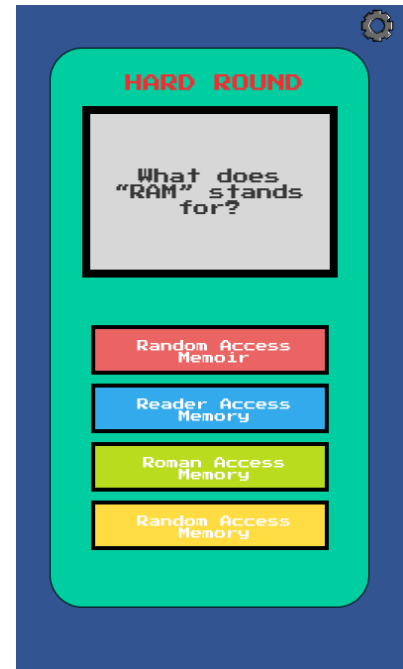 HARD ROUND
What does
“RAM” stands
for?
Random Access
Memoir
Reader Access
Memory
Roman Access
Memory
Random Access
Memory